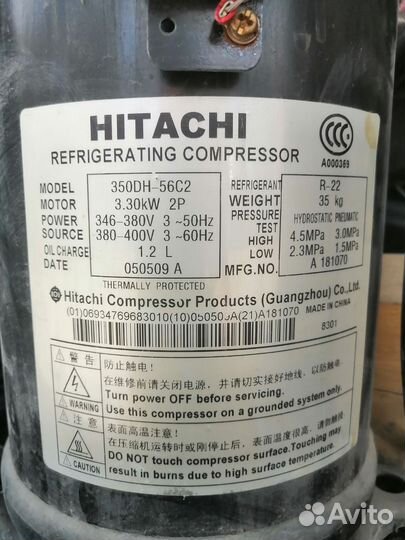 HITACHI
REFRIGERATING COMPRESSOR
CCC
A000369
MODEL 350DH-56C2
MOTOR 3.30kW 2P
POWER 346-380V 3~50Hz
SOURCE 380-400V 3~60Hz
OIL CHARGE 1.2 L
DATE 050509 A
REFRIGERANT R-22
WEIGHT 35 kg
PRESSURE TEST HYDROSTATIC PNEUMATIC
HIGH 4.5MPa 3.0MPa
LOW 2.3MPa 1.5MPa
MFG.NO. A 181070
THERMALLY PROTECTED
Hitachi Compressor Products (Guangzhou) Co.,Ltd.
(01)06934769683010(10)050509A(21)A181070
MADE IN CHINA
8301
警告
防止触电!
在维修前请关闭电源，并请切实接好地线，以防触电。
WARNING
Turn power OFF before servicing.
Use this compressor on a grounded system only.
注意
表面高温注意!
在压缩机运转时或刚停止后，表面温度很高，请勿触摸
CAUTION
DO NOT touch compressor surface. Touching may
result in burns due to high surface temperature.
Avito